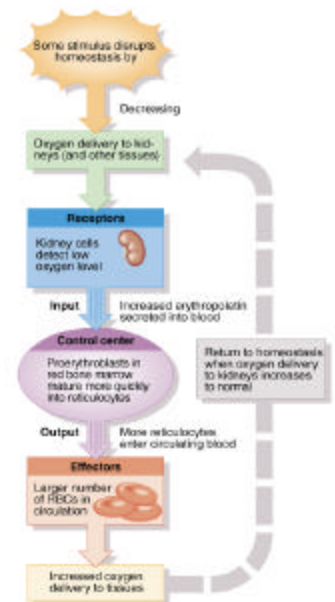 Some stimulus disrupts
homeostasis by
Decreasing
Oxygen delivery to kid-
neys (and other tissues)
Receptors
Kidney cells
detect low
oxygen level
Input
Increased erythropoietin
secreted into blood
Control center
Proerythroblasts in
red bone marrow
mature more quickly
into reticulocytes
Return to homeostasis
when oxygen delivery
to kidneys increases
to normal
Output
More reticulocytes
enter circulating blood
Effectors
Larger number
of RBCs in
circulation
Increased oxygen
delivery to tissues